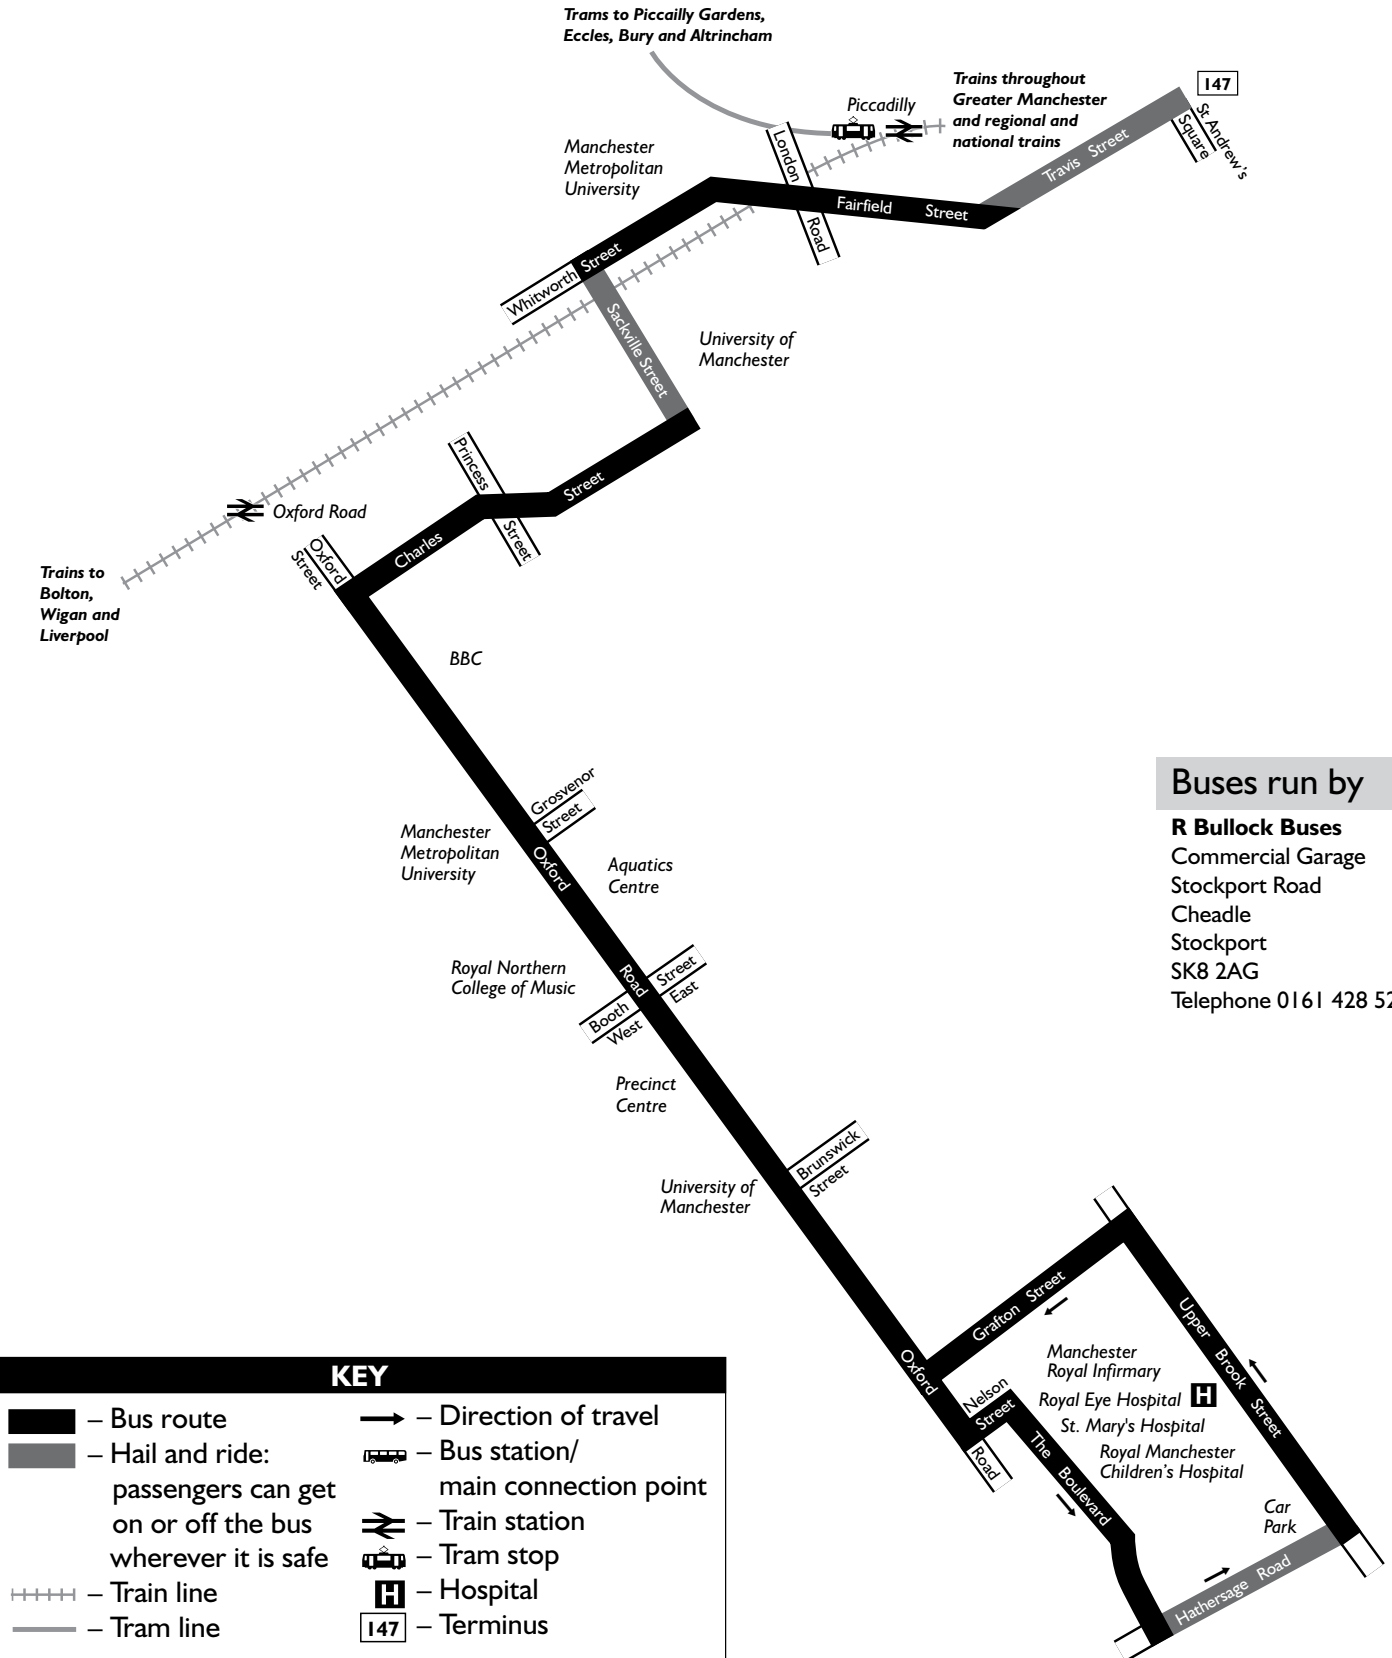 Trams to Piccailly Gardens,
Eccles, Bury and Altrincham
Trains throughout
Greater Manchester
and regional and
national trains
147
Piccadilly
St Andrew's
Square
Travis Street
London
Road
Manchester
Metropolitan
University
Fairfield Street
Whitworth Street
Sackville Street
University of
Manchester
Princess
Street
Charles Street
Oxford Road
Oxford
Street
Trains to
Bolton,
Wigan and
Liverpool
BBC
Grosvenor
Street
Manchester
Metropolitan
University
Oxford Road
Aquatics
Centre
Royal Northern
College of Music
Booth Street
West East
Precinct
Centre
Brunswick
Street
University of
Manchester
Buses run by
R Bullock Buses
Commercial Garage
Stockport Road
Cheadle
Stockport
SK8 2AG
Telephone 0161 428 52
Grafton Street
Upper Brook Street
Oxford
Road
Nelson
Street
The Boulevard
Manchester
Royal Infirmary
Royal Eye Hospital H
St. Mary's Hospital
Royal Manchester
Children's Hospital
Car
Park
Hathersage Road
KEY
– Bus route
– Hail and ride:
passengers can get
on or off the bus
wherever it is safe
– Train line
– Tram line
– Direction of travel
– Bus station/
main connection point
– Train station
– Tram stop
H – Hospital
147 – Terminus